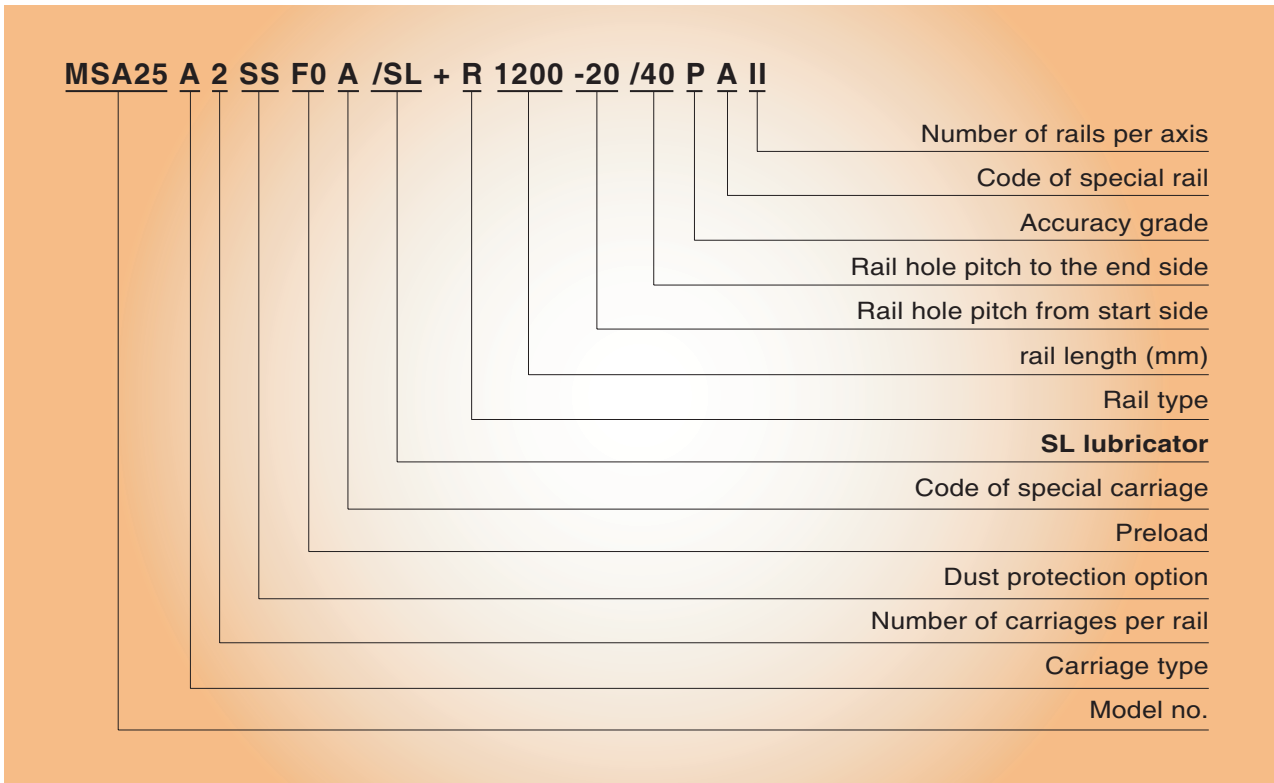 MSA25 A 2 SS F0 A /SL + R 1200 -20 /40 P A II
Number of rails per axis
Code of special rail
Accuracy grade
Rail hole pitch to the end side
Rail hole pitch from start side
rail length (mm)
Rail type
SL lubricator
Code of special carriage
Preload
Dust protection option
Number of carriages per rail
Carriage type
Model no.